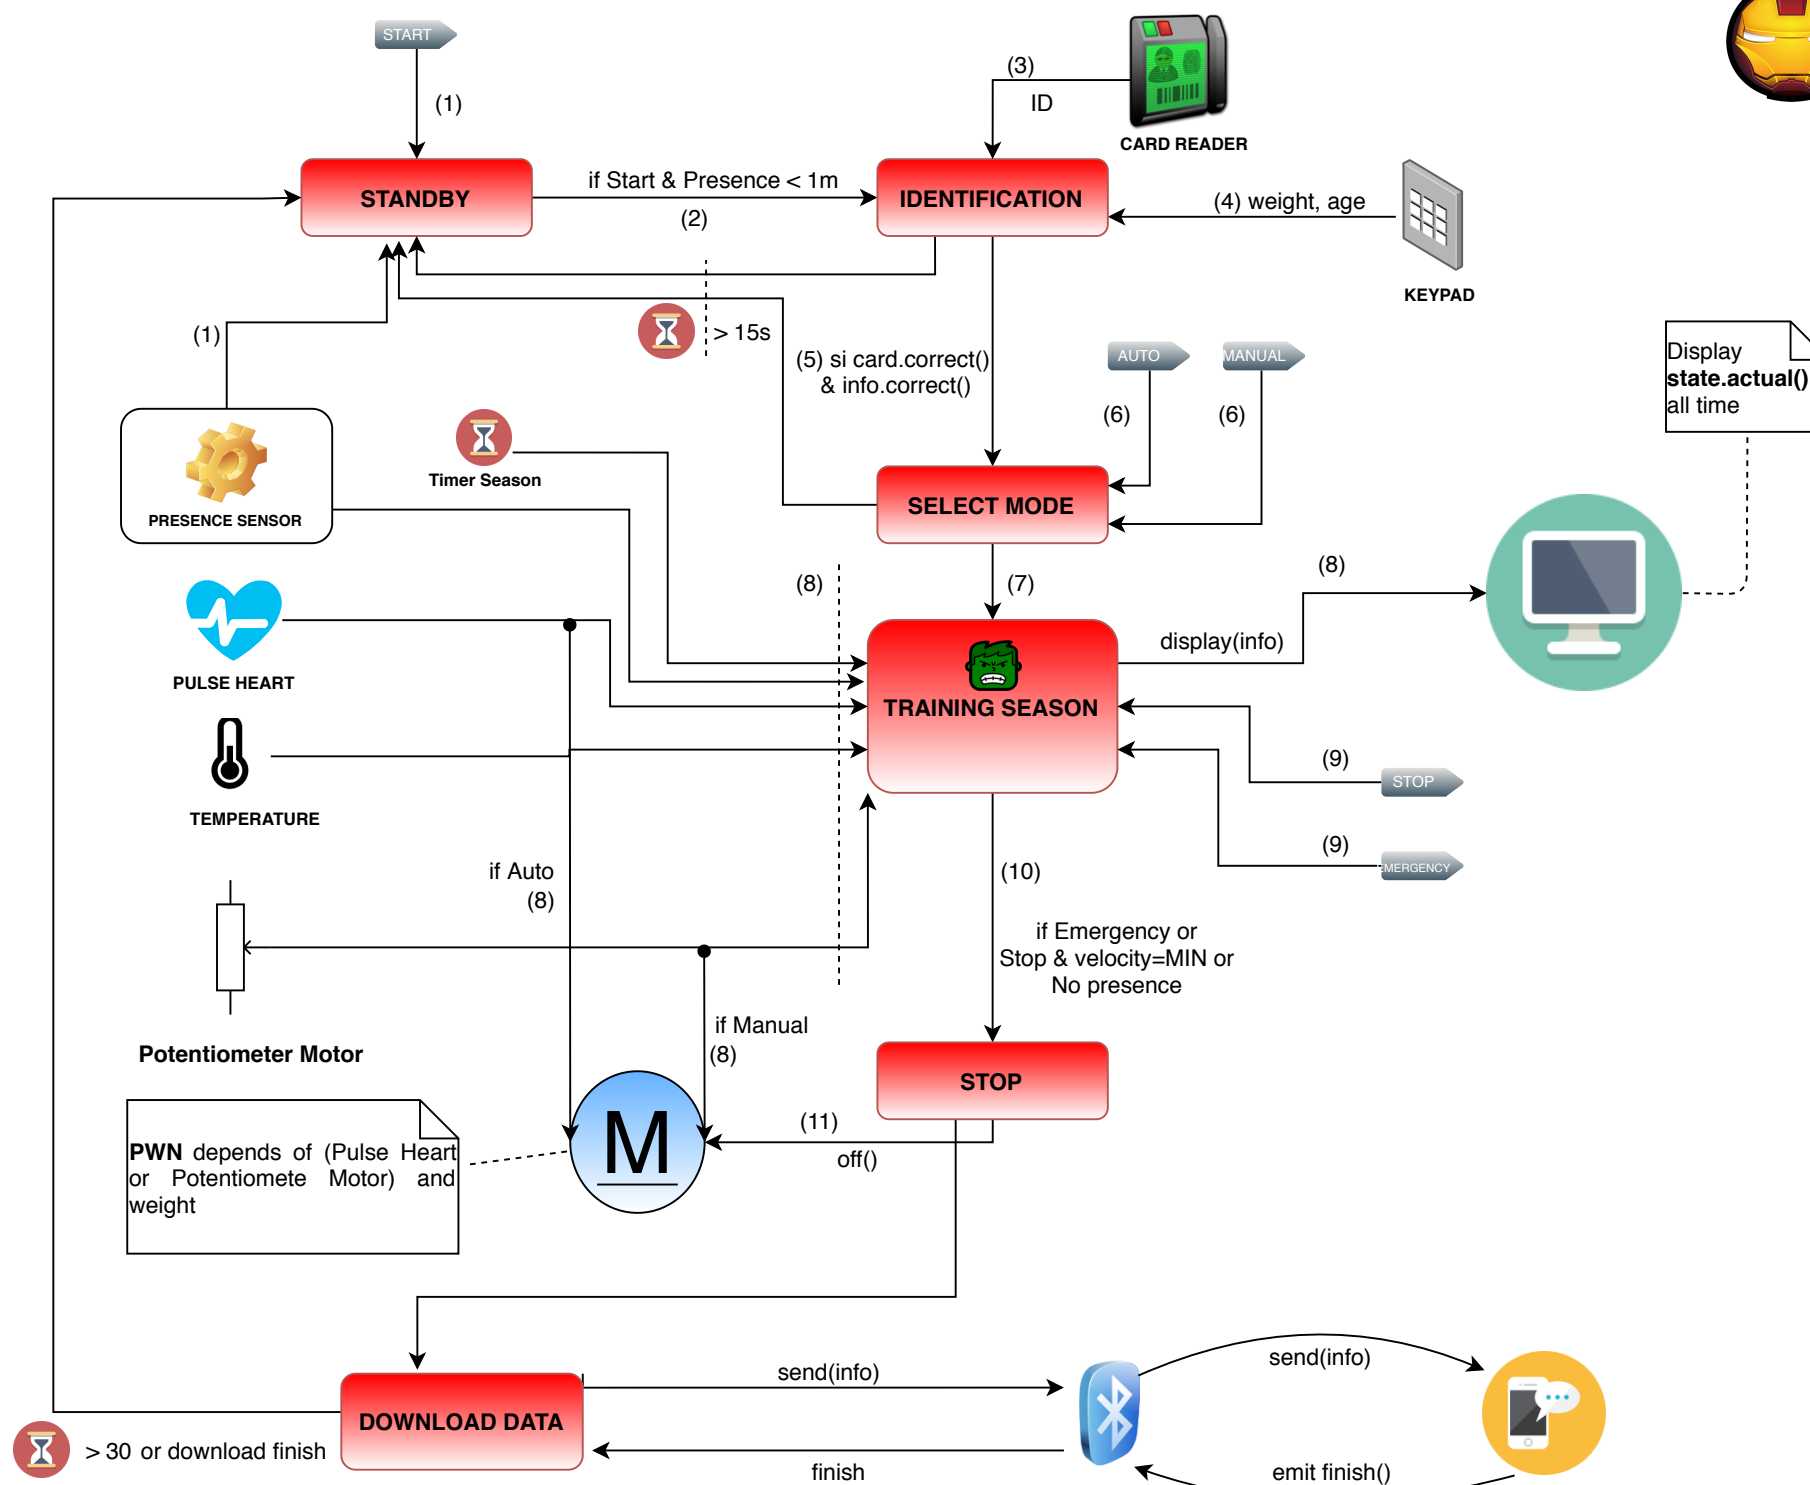 START
(1)
(3)
ID
CARD READER
STANDBY
if Start & Presence < 1m
(2)
IDENTIFICATION
(4) weight, age
KEYPAD
(1)
> 15s
(5) si card.correct()
& info.correct()
AUTO
MANUAL
(6)
(6)
Display
state.actual()
all time
Timer Season
PRESENCE SENSOR
SELECT MODE
(8)
(7)
(8)
display(info)
PULSE HEART
TRAINING SEASON
(9)
STOP
TEMPERATURE
(9)
EMERGENCY
if Auto
(8)
(10)
if Emergency or
Stop & velocity=MIN or
No presence
if Manual
(8)
Potentiometer Motor
STOP
M
(11)
off()
PWN depends of (Pulse Heart
or Potentiomete Motor) and
weight
send(info)
send(info)
DOWNLOAD DATA
> 30 or download finish
finish
emit finish()